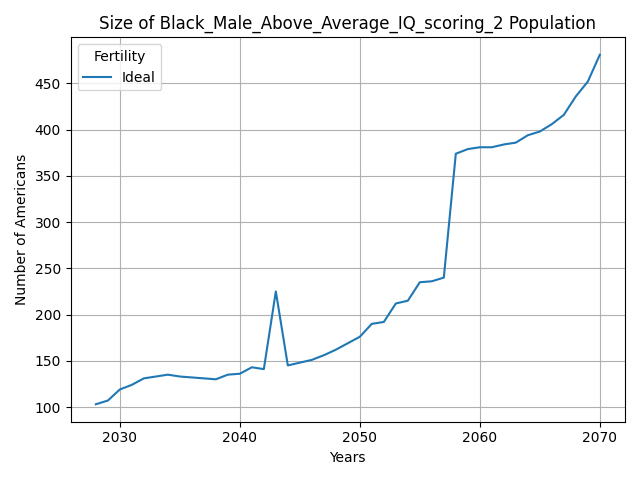 Size of Black_Male_Above_Average_IQ_scoring_2 Population
Fertility
Ideal
Number of Americans
450
400
350
300
250
200
150
100
2030 2040 2050 2060 2070
Years